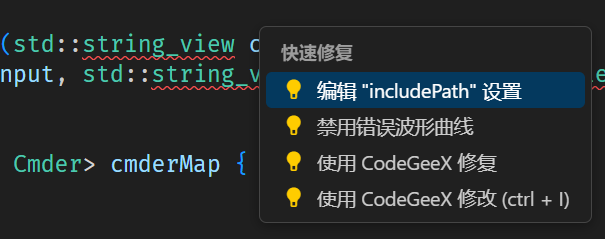 (std::string_view c
快速修复
nput, std::string_v
编辑 "includePath" 设置
禁用错误波形曲线
Cmder> cmderMap {
使用 CodeGeeX 修复
使用 CodeGeeX 修改 (ctrl + I)